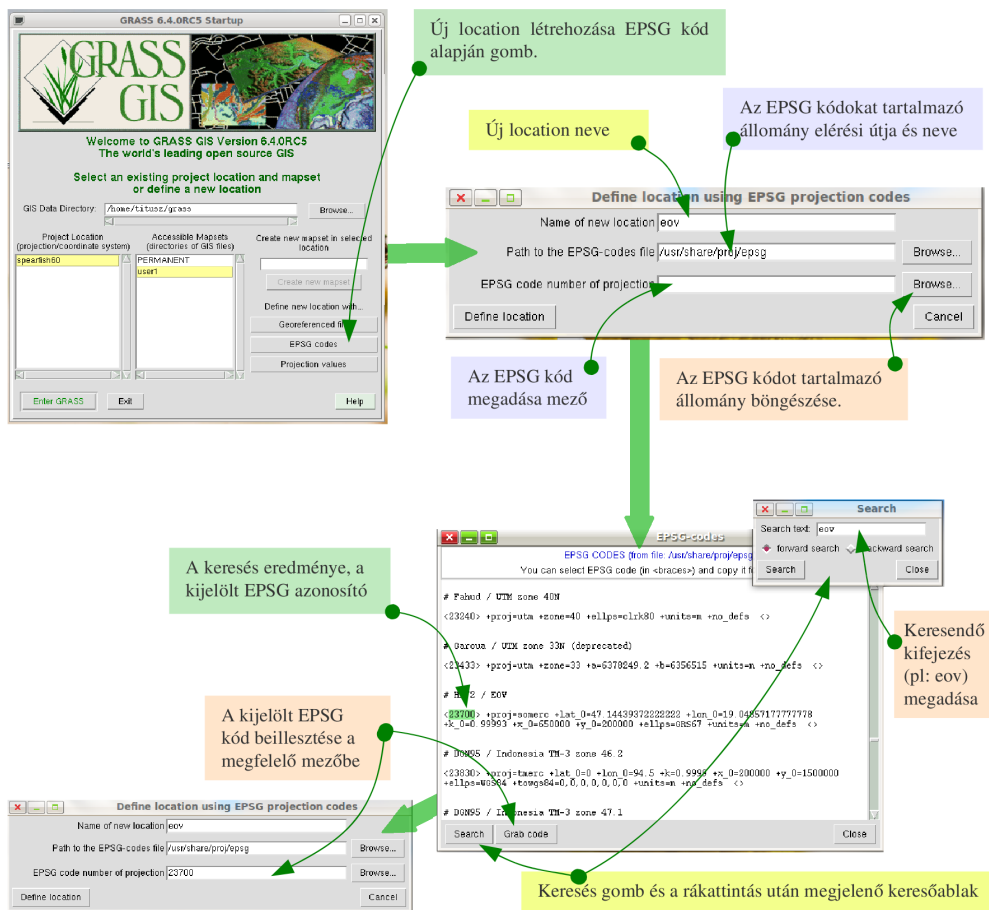 GRASS 6.4.0RC5 Startup
GRASS
GIS
Welcome to GRASS GIS Version 6.4.0RC5
The world's leading open source GIS
Select an existing project location and mapset
or define a new location
GIS Data Directory: /home/titusz/grass Browse...
Project Location
(projection/coordinate system)
Accessible Mapsets
(directories of GIS files)
Create new mapset in selected
location
spearfish60
PERMANENT
user1
Create new mapset
Define new location with...
Georeferenced
EPSG codes
Projection values
Enter GRASS Exit Help
Új location létrehozása EPSG kód
alapján gomb.
Új location neve
Az EPSG kódokat tartalmazó
állomány elérési útja és neve
Define location using EPSG projection codes
Name of new location eov
Path to the EPSG-codes file /usr/share/proj/epsg Browse...
EPSG code number of projection Browse...
Define location Cancel
Az EPSG kód
megadása mező
Az EPSG kódot tartalmazó
állomány böngészése.
Search
Search text: eov
forward search backward search
Search Close
EPSG-codes
EPSG CODES (from file: /usr/share/proj/epsg
You can select EPSG code (in <braces>) and copy it
# Fahud / UTM zone 40N
<23240> +proj=utm +zone=40 +ellps=clrk80 +units=m +no_defs <>
# Garoua / UTM zone 33N (deprecated)
<23433> +proj=utm +zone=33 +a=6378249.2 +b=6356515 +units=m +no_defs <>
# HD72 / EOV
<23700> +proj=somerc +lat_0=47.14439372222222 +lon_0=19.04857177777778
+k_0=0.99993 +x_0=650000 +y_0=200000 +ellps=GRS67 +units=m +no_defs <>
# DGN95 / Indonesia TM-3 zone 46.2
<23830> +proj=tmerc +lat_0=0 +lon_0=94.5 +k=0.9999 +x_0=200000 +y_0=1500000
+ellps=WGS84 +towgs84=0,0,0,0,0,0,0 +units=m +no_defs <>
# DGN95 / Indonesia TM-3 zone 47.1
Search Grab code Close
A keresés eredménye, a
kijelölt EPSG azonosító
Keresendő
kifejezés
(pl: eov)
megadása
A kijelölt EPSG
kód beillesztése a
megfelelő mezőbe
Define location using EPSG projection codes
Name of new location eov
Path to the EPSG-codes file /usr/share/proj/epsg Browse...
EPSG code number of projection 23700 Browse...
Define location Cancel
Keresés gomb és a rákattintás után megjelenő keresőablak